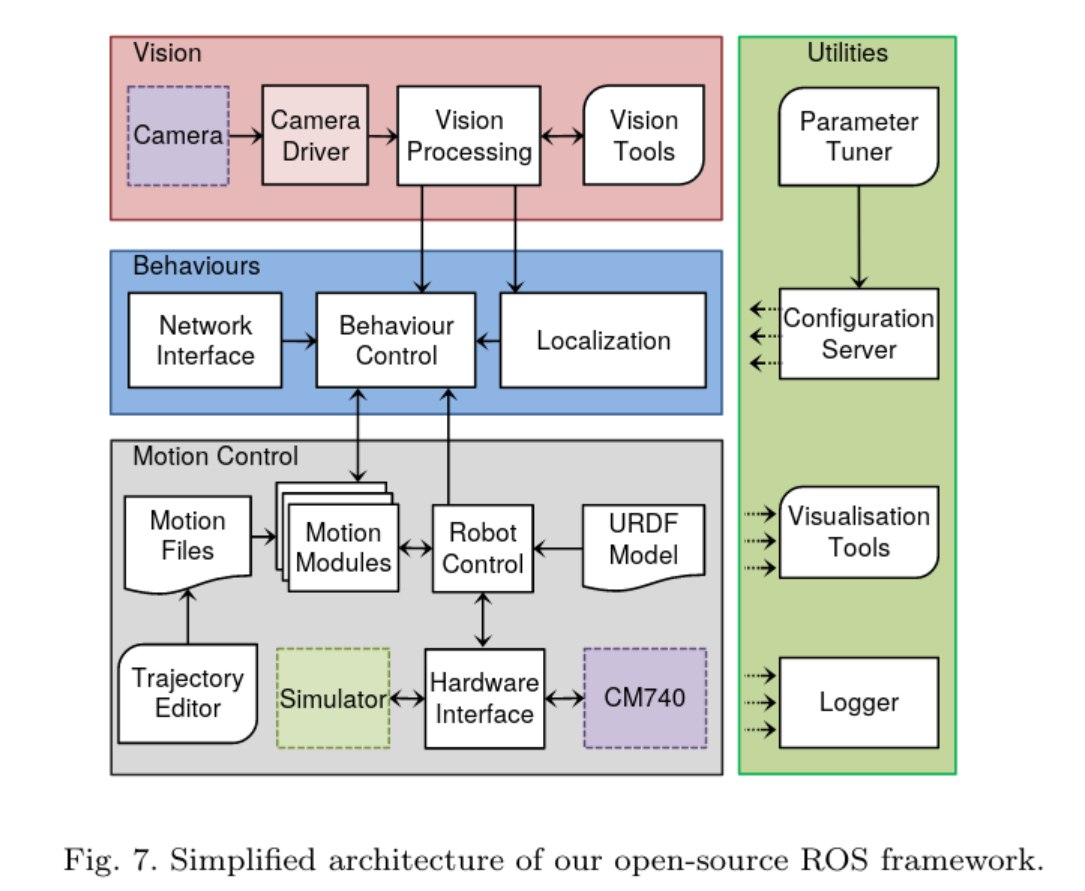 Vision
Camera
Camera
Driver
Vision
Processing
Vision
Tools
Utilities
Parameter
Tuner
Behaviours
Network
Interface
Behaviour
Control
Localization
Configuration
Server
Motion Control
Motion
Files
Motion
Modules
Robot
Control
URDF
Model
Visualisation
Tools
Trajectory
Editor
Simulator
Hardware
Interface
CM740
Logger
Fig. 7. Simplified architecture of our open-source ROS framework.